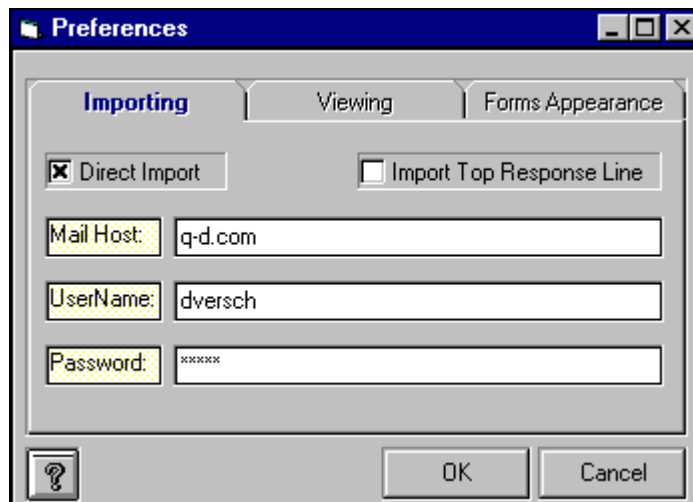 Preferences
Importing Viewing Forms Appearance
Direct Import Import Top Response Line
Mail Host: q-d.com
UserName: dversch
Password: *****
? OK Cancel